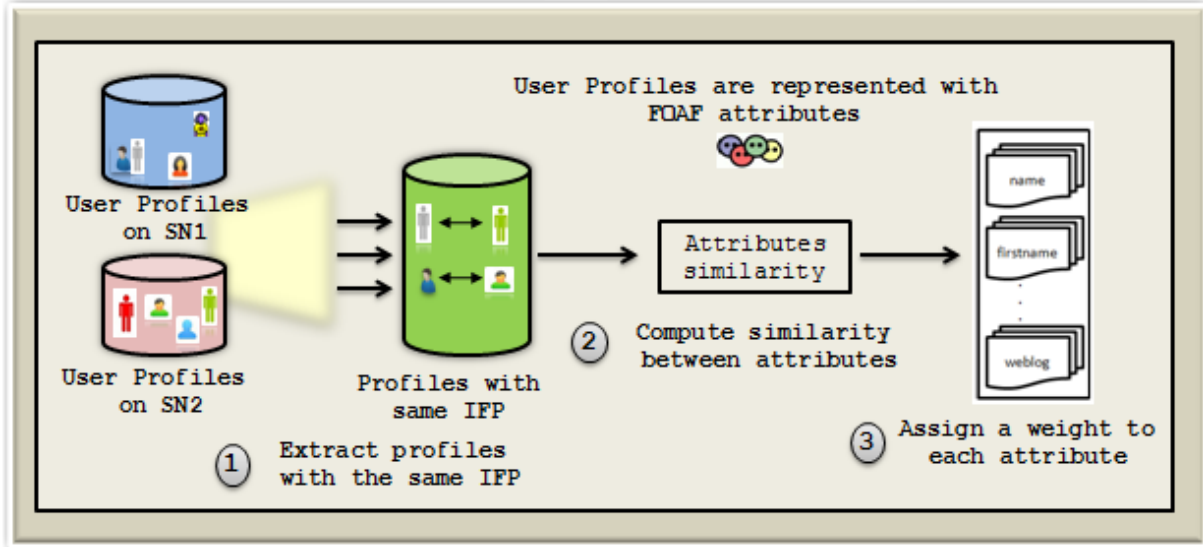 User Profiles are represented with
FOAF attributes
User Profiles
on SN1
User Profiles
on SN2
Profiles with
same IFP
1
Extract profiles
with the same IFP
Attributes
similarity
2
Compute similarity
between attributes
name
firstname
.
.
.
weblog
3
Assign a weight to
each attribute